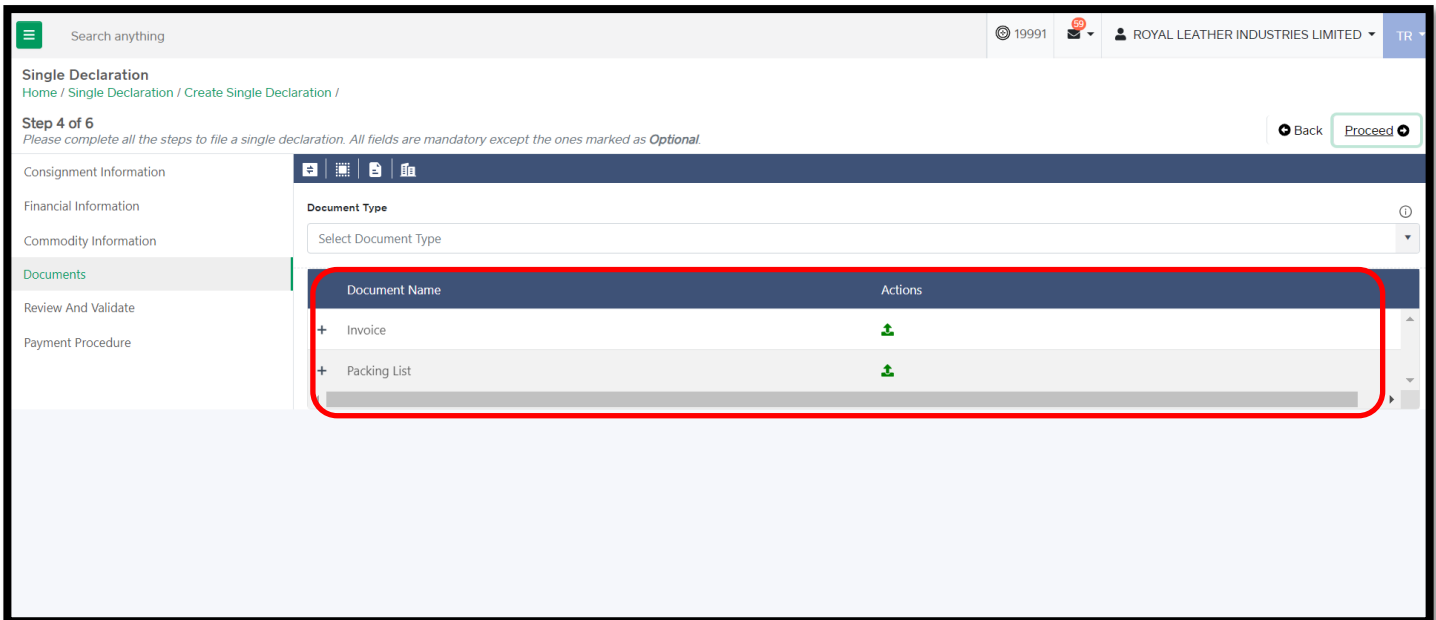 Search anything
19991
59
ROYAL LEATHER INDUSTRIES LIMITED
TR
Single Declaration
Home / Single Declaration / Create Single Declaration /
Step 4 of 6
Please complete all the steps to file a single declaration. All fields are mandatory except the ones marked as Optional.
Back
Proceed
Consignment Information
Financial Information
Commodity Information
Documents
Review And Validate
Payment Procedure
Document Type
Select Document Type
Document Name Actions
+ Invoice
+ Packing List